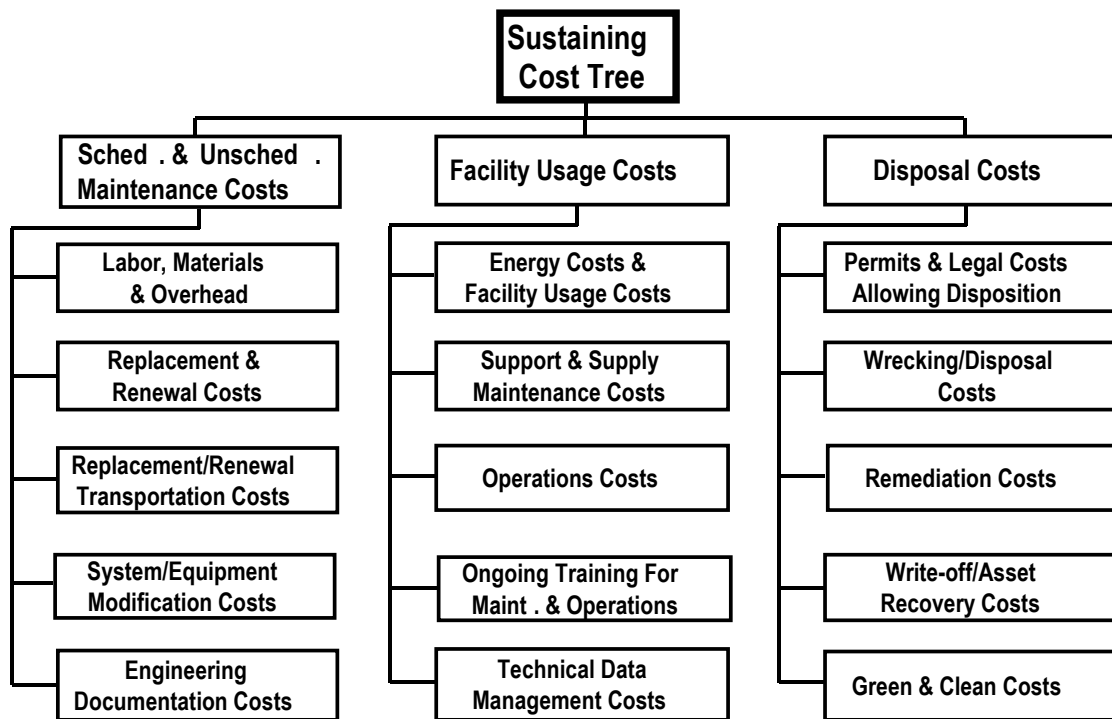 Sustaining
Cost Tree
Sched . & Unsched .
Maintenance Costs
Labor, Materials
& Overhead
Replacement &
Renewal Costs
Replacement/Renewal
Transportation Costs
System/Equipment
Modification Costs
Engineering
Documentation Costs
Facility Usage Costs
Energy Costs &
Facility Usage Costs
Support & Supply
Maintenance Costs
Operations Costs
Ongoing Training For
Maint . & Operations
Technical Data
Management Costs
Disposal Costs
Permits & Legal Costs
Allowing Disposition
Wrecking/Disposal
Costs
Remediation Costs
Write-off/Asset
Recovery Costs
Green & Clean Costs